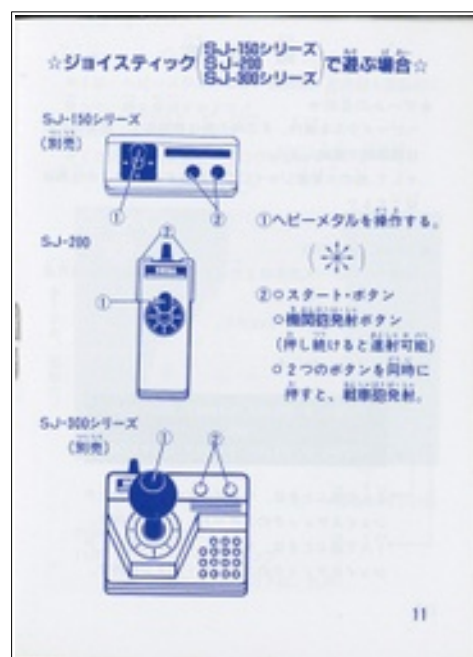 ☆ジョイスティック(SJ-150シリーズ
SJ-200
SJ-300シリーズ)で遊ぶ場合☆
SJ-150シリーズ
(別売)
① ②
SJ-200
②
①
①ヘビーメタルを操作する。
②○スタート・ボタン
○機関砲発射ボタン
(押し続けると連射可能)
○2つのボタンを同時に
押すと、戦車砲発射。
SJ-300シリーズ
(別売)
① ②
11